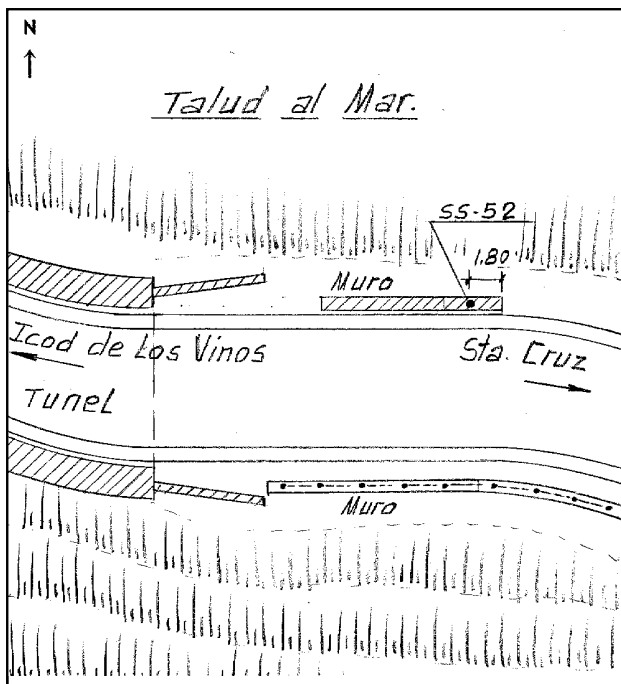 N
Talud al Mar.
SS-52
1.80
Muro
Icod de Los Vinos
Sta. Cruz
Tunel
Muro